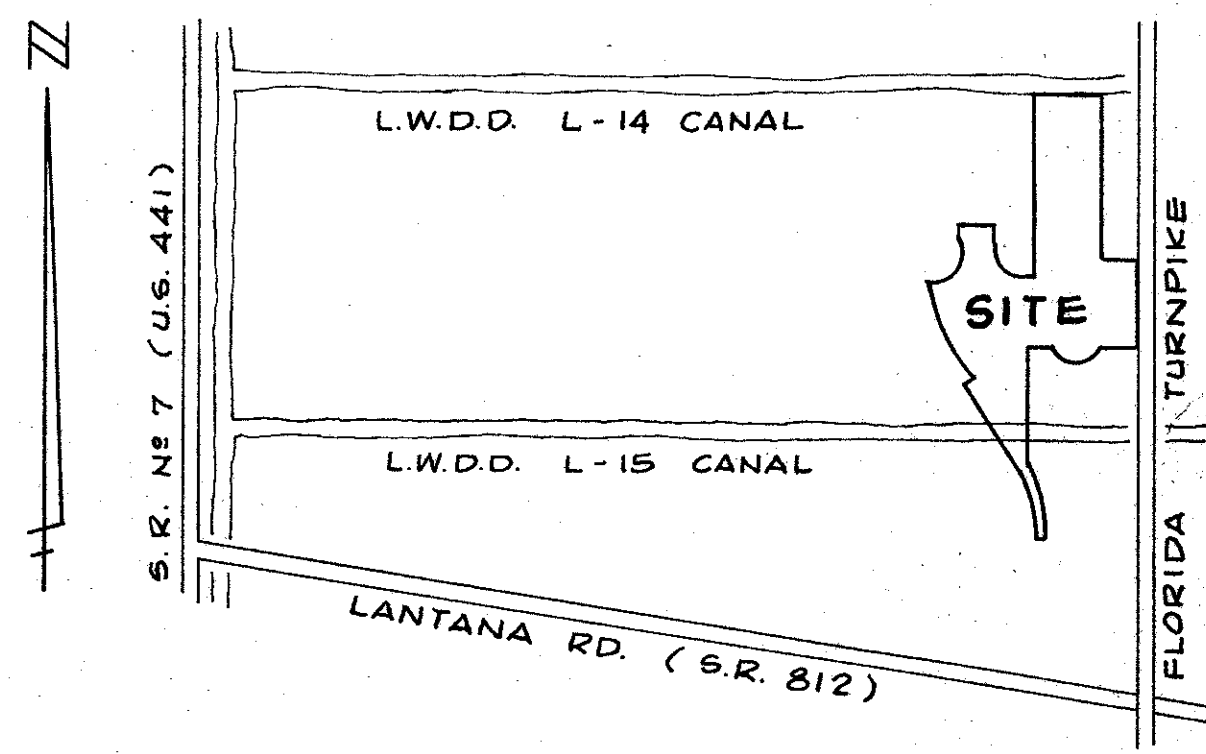 N
L.W.D.D. L-14 CANAL
S.R. Nº 7 (U.S. 441)
SITE
FLORIDA TURNPIKE
L.W.D.D. L-15 CANAL
LANTANA RD. (S.R. 812)